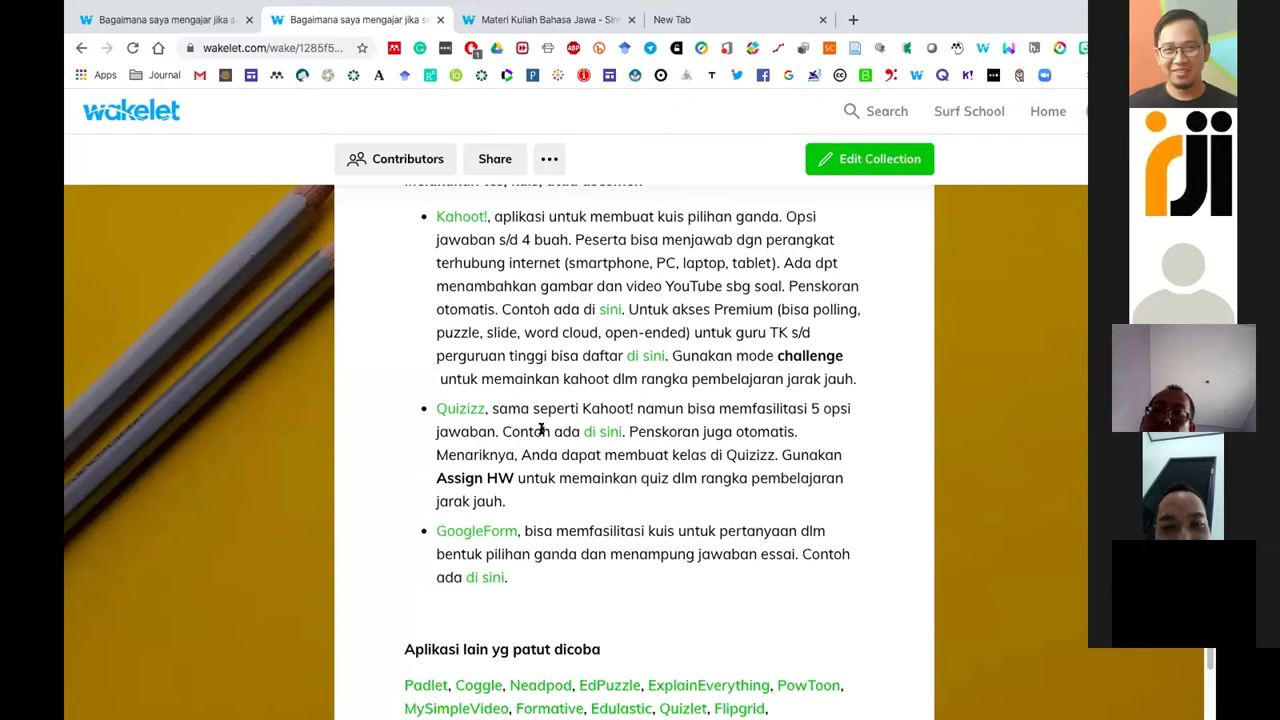 Bagaimana saya mengajar jika s
Bagaimana saya mengajar jika se
Materi Kuliah Bahasa Jawa - Sin
New Tab
wakelet.com/wake/1285f5...
Apps
Journal
wakelet
Search
Surf School
Home
Contributors
Share
Edit Collection
Kahoot!, aplikasi untuk membuat kuis pilihan ganda. Opsi
jawaban s/d 4 buah. Peserta bisa menjawab dgn perangkat
terhubung internet (smartphone, PC, laptop, tablet). Ada dpt
menambahkan gambar dan video YouTube sbg soal. Penskoran
otomatis. Contoh ada di sini. Untuk akses Premium (bisa polling,
puzzle, slide, word cloud, open-ended) untuk guru TK s/d
perguruan tinggi bisa daftar di sini. Gunakan mode challenge
untuk memainkan kahoot dlm rangka pembelajaran jarak jauh.
Quizizz, sama seperti Kahoot! namun bisa memfasilitasi 5 opsi
jawaban. Contoh ada di sini. Penskoran juga otomatis.
Menariknya, Anda dapat membuat kelas di Quizizz. Gunakan
Assign HW untuk memainkan quiz dlm rangka pembelajaran
jarak jauh.
GoogleForm, bisa memfasilitasi kuis untuk pertanyaan dlm
bentuk pilihan ganda dan menampung jawaban essai. Contoh
ada di sini.
Aplikasi lain yg patut dicoba
Padlet, Coggle, Neadpod, EdPuzzle, ExplainEverything, PowToon,
MySimpleVideo, Formative, Edulastic, Quizlet, Flipgrid,
rji